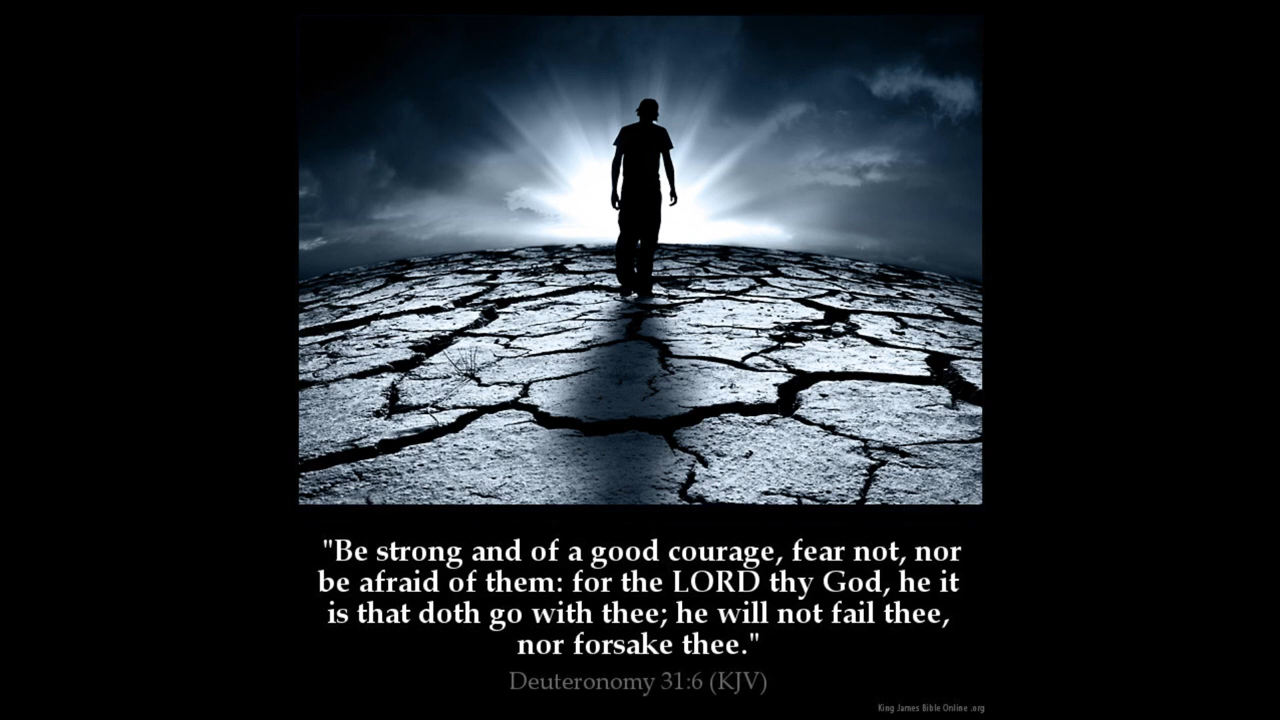 "Be strong and of a good courage, fear not, nor
be afraid of them: for the LORD thy God, he it
is that doth go with thee; he will not fail thee,
nor forsake thee."
Deuteronomy 31:6 (KJV)
King James Bible Online .org